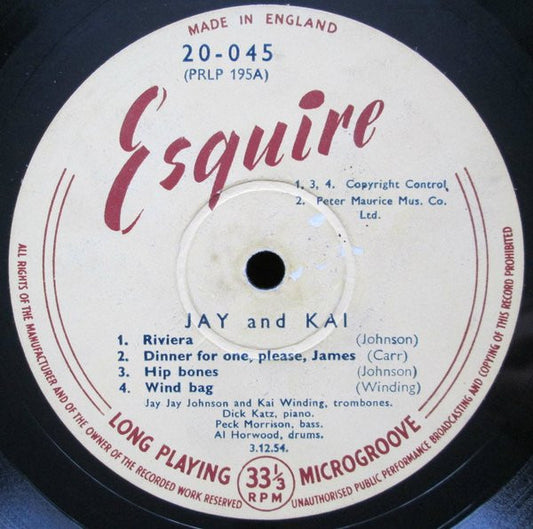 MADE IN ENGLAND
20-045
(PRLP 195A)
Esquire
1, 3, 4. Copyright Control,
2. Peter Maurice Mus. Co.
Ltd.
JAY and KAI
1. Riviera (Johnson)
2. Dinner for one, please, James (Carr)
3. Hip bones (Johnson)
4. Wind bag (Winding)
Jay Jay Johnson and Kai Winding, trombones.
Dick Katz, piano.
Peck Morrison, bass.
Al Horwood, drums.
3.12.54.
LONG PLAYING 33⅓ RPM MICROGROOVE
ALL RIGHTS OF THE MANUFACTURER AND OF THE OWNER OF THE RECORDED WORK RESERVED
UNAUTHORISED PUBLIC PERFORMANCE BROADCASTING AND COPYING OF THIS RECORD PROHIBITED